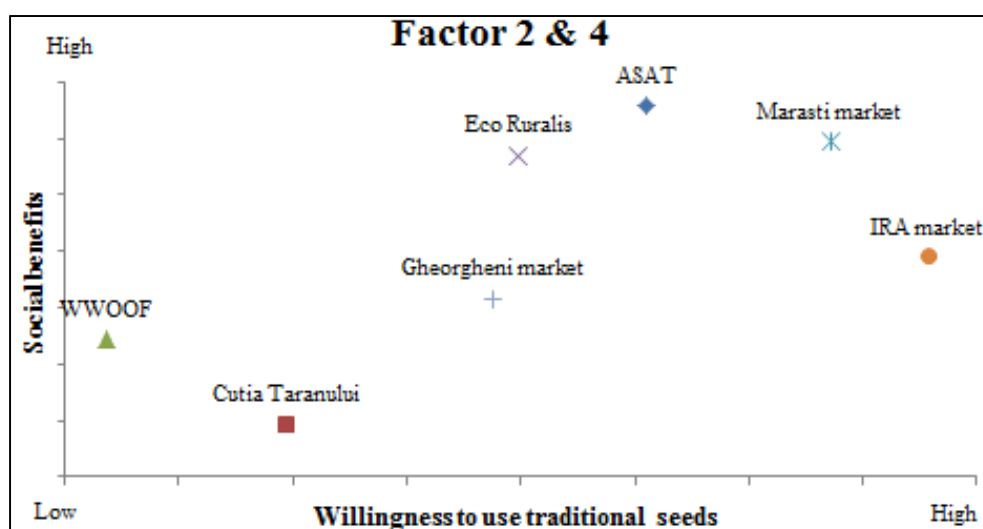 Factor 2 & 4
High
ASAT
Marasti market
Eco Ruralis
IRA market
Gheorgheni market
Social benefits
WWOOF
Cutia Taranului
Low
Willingness to use traditional seeds
High